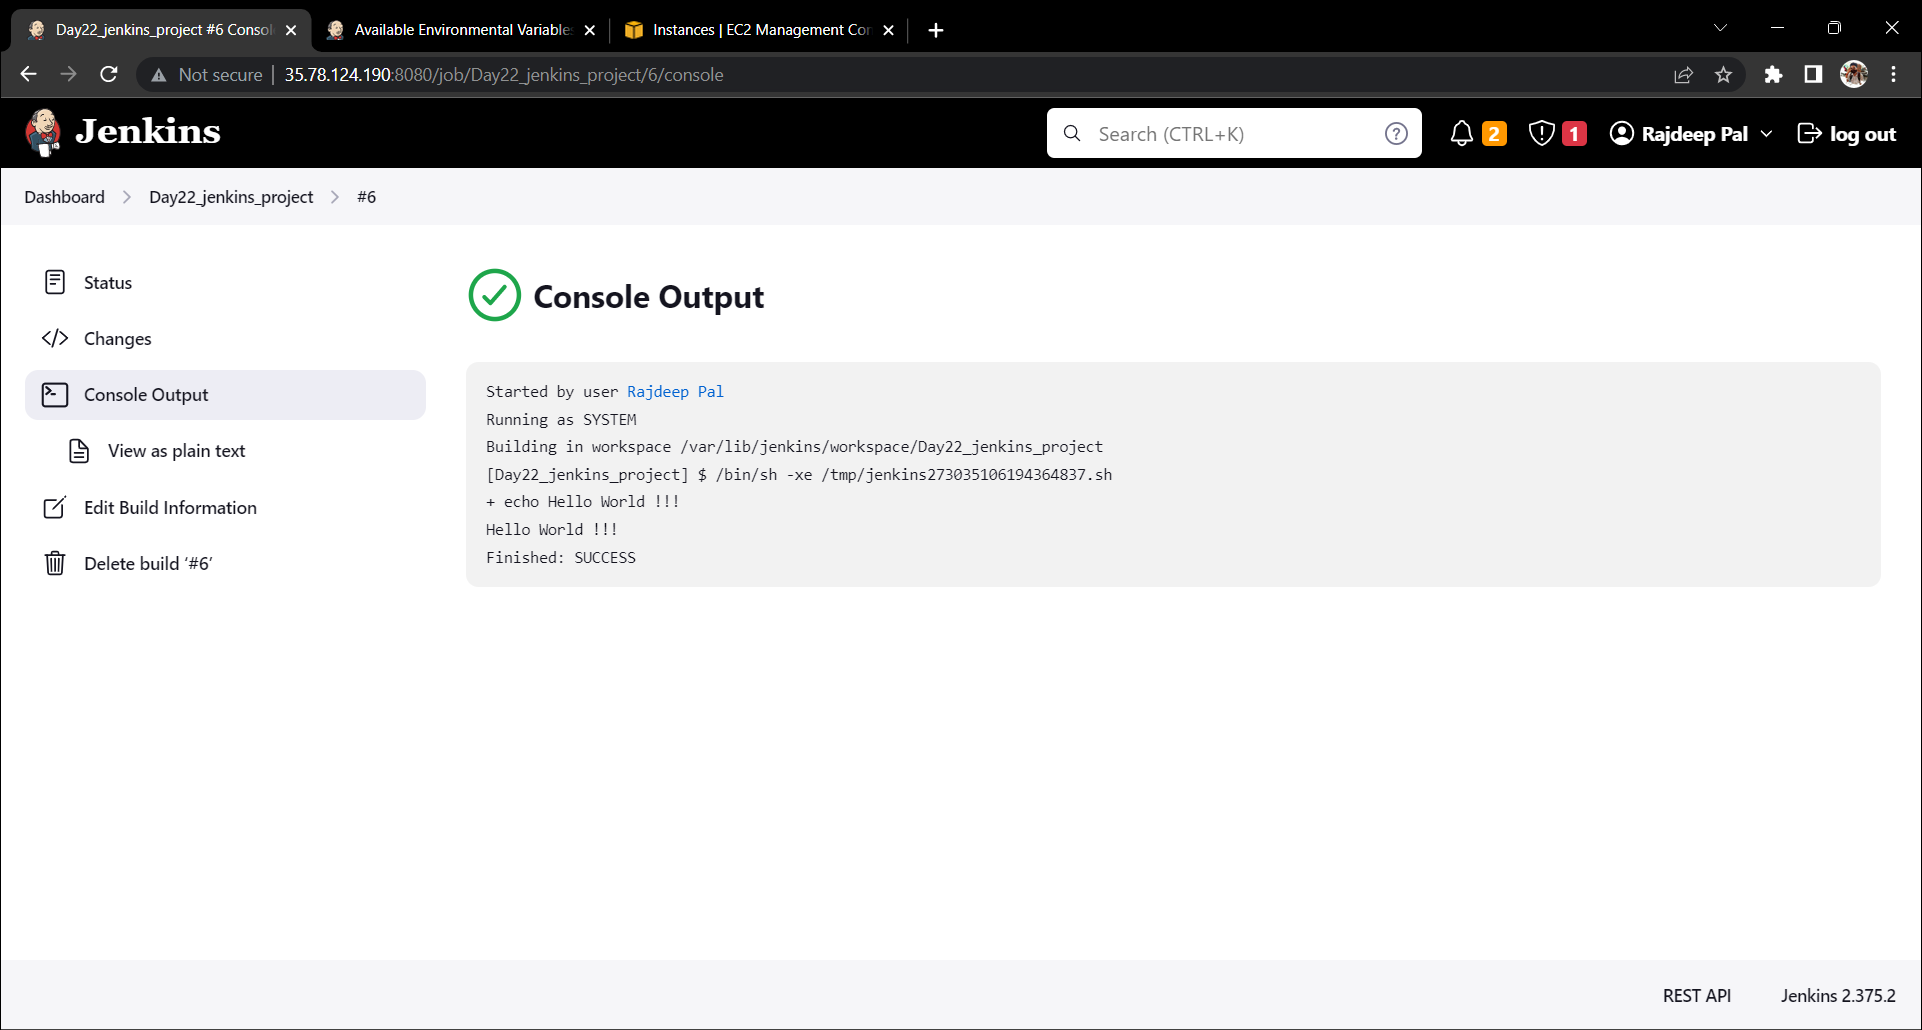 Day22_jenkins_project #6 Consol
Available Environmental Variables
Instances | EC2 Management Con
Not secure | 35.78.124.190:8080/job/Day22_jenkins_project/6/console
Jenkins
Search (CTRL+K)
2
1
Rajdeep Pal
log out
Dashboard
Day22_jenkins_project
#6
Status
Changes
Console Output
View as plain text
Edit Build Information
Delete build ‘#6’
Console Output
Started by user Rajdeep Pal
Running as SYSTEM
Building in workspace /var/lib/jenkins/workspace/Day22_jenkins_project
[Day22_jenkins_project] $ /bin/sh -xe /tmp/jenkins273035106194364837.sh
+ echo Hello World !!!
Hello World !!!
Finished: SUCCESS
REST API
Jenkins 2.375.2